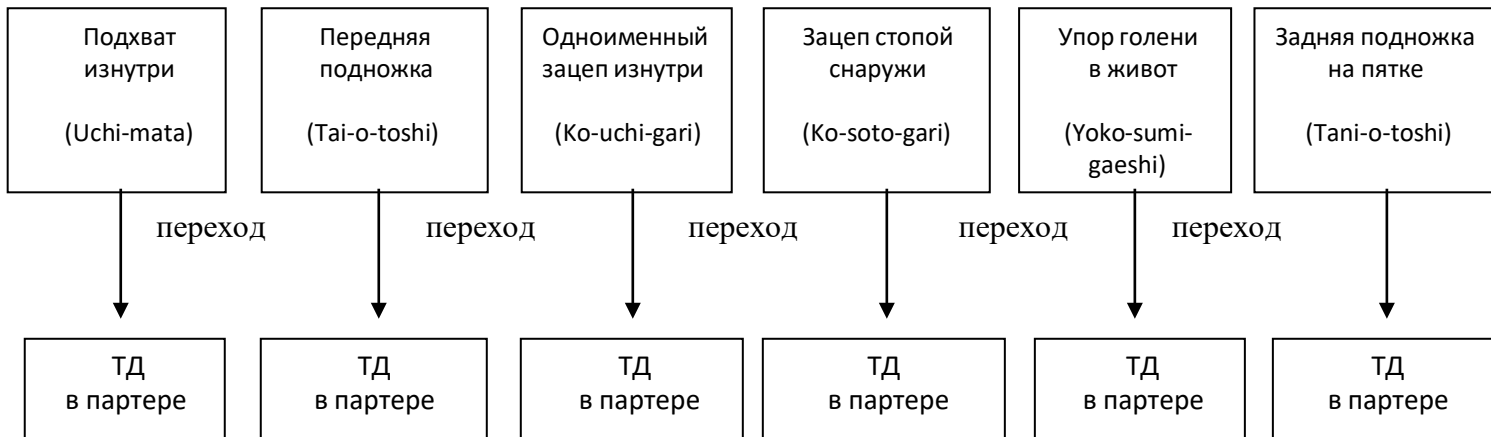 Подхват
изнутри
(Uchi-mata)
Передняя
подножка
(Tai-o-toshi)
Одноименный
зацеп изнутри
(Ko-uchi-gari)
Зацеп стопой
снаружи
(Ko-soto-gari)
Упор голени
в живот
(Yoko-sumi-
gaeshi)
Задняя подножка
на пятке
(Tani-o-toshi)
переход
переход
переход
переход
переход
ТД
в партере
ТД
в партере
ТД
в партере
ТД
в партере
ТД
в партере
ТД
в партере